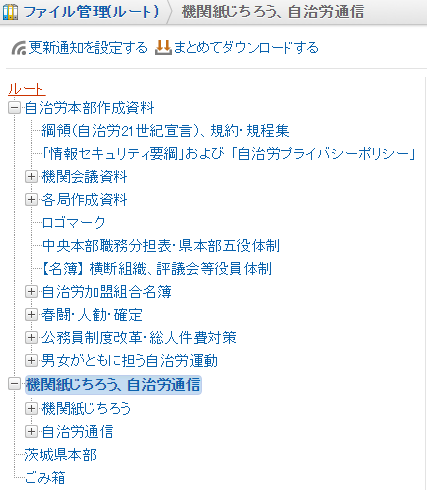 ファイル管理(ルート) 機関紙じちろう、自治労通信
更新通知を設定する まとめてダウンロードする
ルート
自治労本部作成資料
綱領(自治労21世紀宣言)、規約・規程集
「情報セキュリティ要綱」および「自治労プライバシーポリシー」
機関会議資料
各局作成資料
ロゴマーク
中央本部職務分担表・県本部五役体制
【名簿】横断組織、評議会等役員体制
自治労加盟組合名簿
春闘・人勧・確定
公務員制度改革・総人件費対策
男女がともに担う自治労運動
機関紙じちろう、自治労通信
機関紙じちろう
自治労通信
茨城県本部
ごみ箱